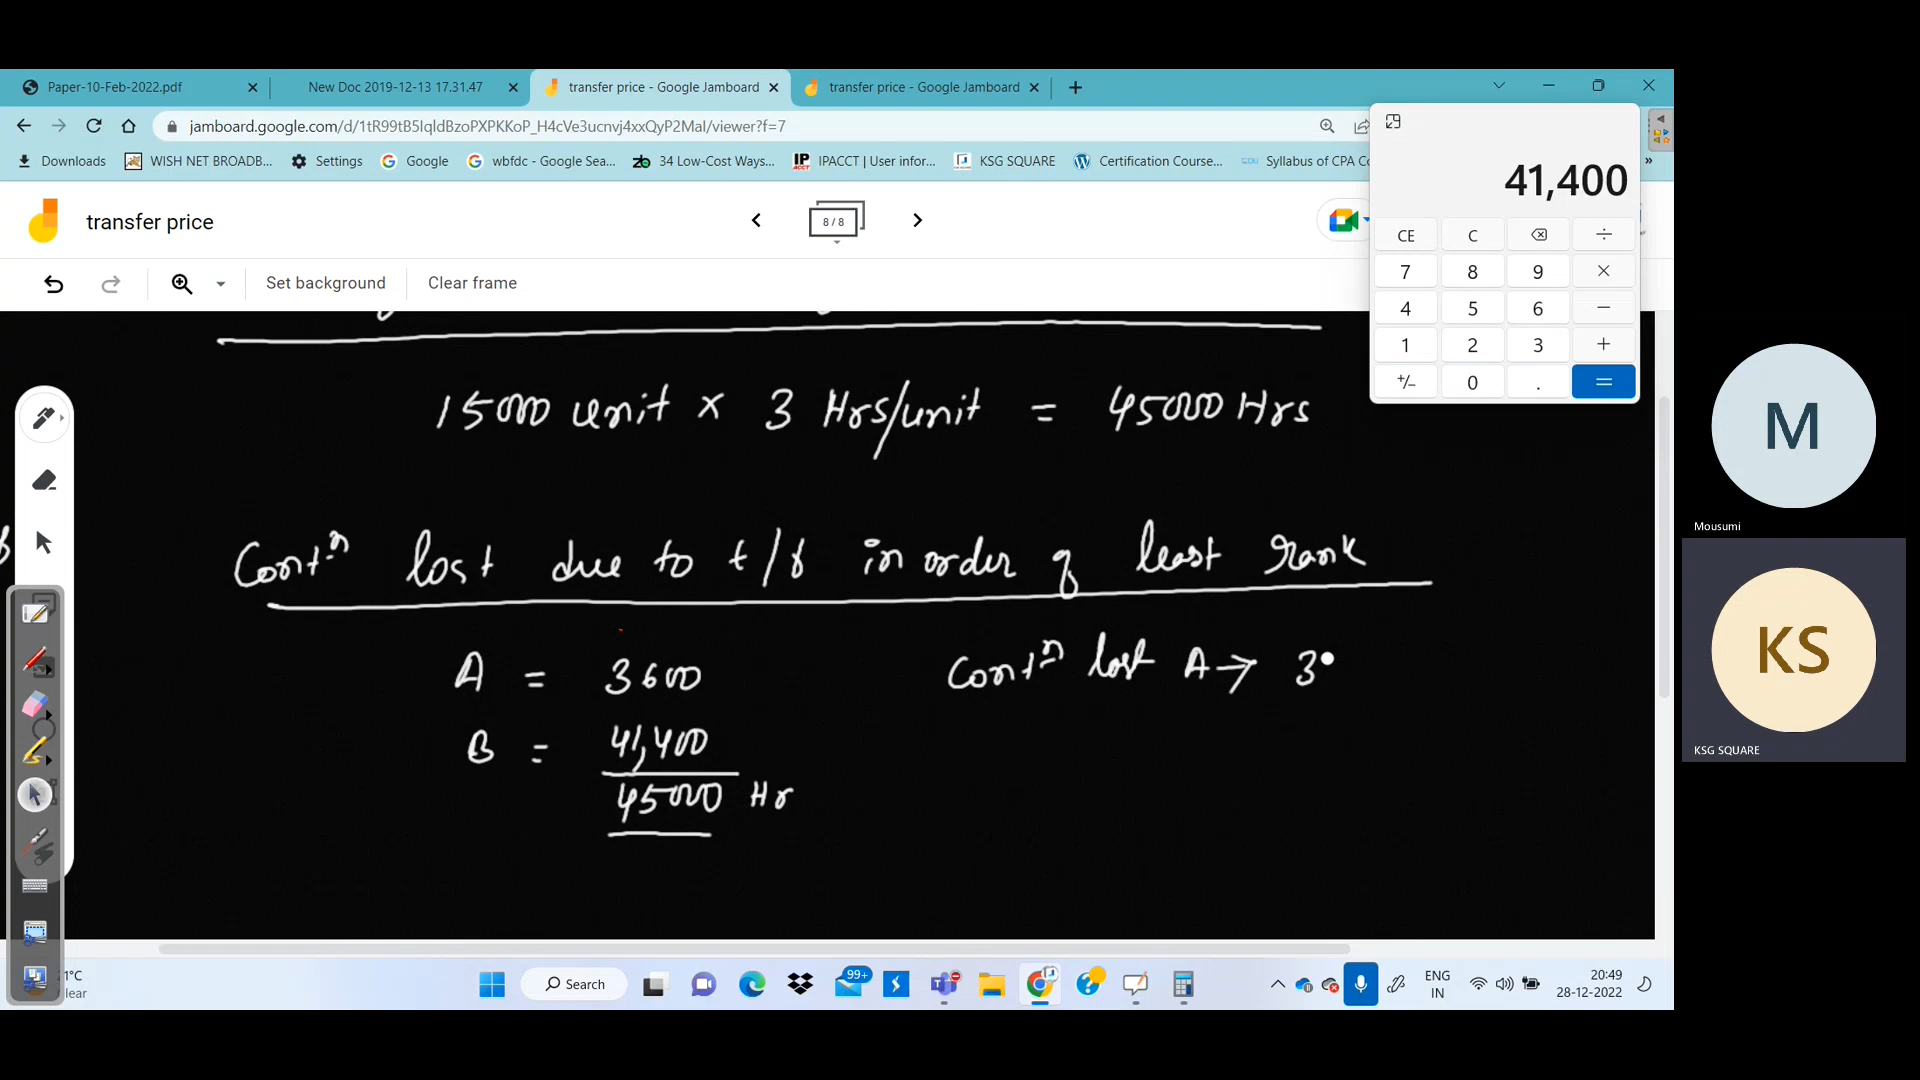 Paper-10-Feb-2022.pdf
New Doc 2019-12-13 17.31.47
transfer price - Google Jamboard
transfer price - Google Jamboard
jamboard.google.com/d/1tR99tB5IqldBzoPXPKKoP_H4cVe3ucnvj4xxQyP2MaI/viewer?f=7
Downloads
WISH NET BROADB...
Settings
Google
wbfdc - Google Sea...
34 Low-Cost Ways...
IPACCT | User infor...
KSG SQUARE
Certification Course...
Syllabus of CPA Co
»
41,400
CE C ÷
7 8 9 ×
4 5 6 −
1 2 3 +
+/− 0 . =
transfer price
8 / 8
Set background
Clear frame
15000 unit × 3 Hrs/unit = 45000 Hrs
Contn lost due to t/f in order of least rank
A = 3600
Contn lost A → 3
B = 41,400
45000 Hr
M
Mousumi
KS
KSG SQUARE
1°C
lear
Search
99+
ENG
IN
20:49
28-12-2022